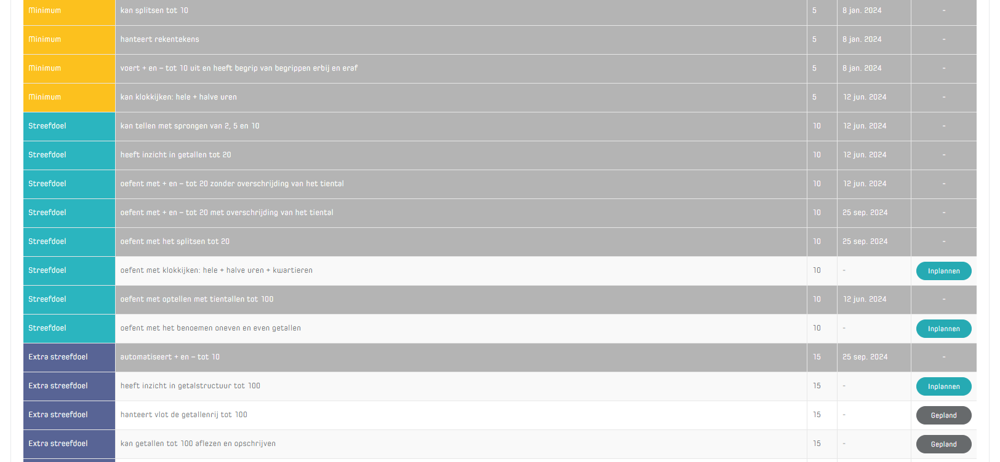 Minimum kan splitsen tot 10 5 8 jan. 2024 -
Minimum hanteert rekentekens 5 8 jan. 2024 -
Minimum voert + en – tot 10 uit en heeft begrip van begrippen erbij en eraf 5 8 jan. 2024 -
Minimum kan klokkijken: hele + halve uren 5 12 jun. 2024 -
Streefdoel kan tellen met sprongen van 2, 5 en 10 10 12 jun. 2024 -
Streefdoel heeft inzicht in getallen tot 20 10 12 jun. 2024 -
Streefdoel oefent met + en – tot 20 zonder overschrijding van het tiental 10 12 jun. 2024 -
Streefdoel oefent met + en – tot 20 met overschrijding van het tiental 10 25 sep. 2024 -
Streefdoel oefent met het splitsen tot 20 10 25 sep. 2024 -
Streefdoel oefent met klokkijken: hele + halve uren + kwartieren 10 - Inplannen
Streefdoel oefent met optellen met tientallen tot 100 10 12 jun. 2024 -
Streefdoel oefent met het benoemen oneven en even getallen 10 - Inplannen
Extra streefdoel automatiseert + en – tot 10 15 25 sep. 2024 -
Extra streefdoel heeft inzicht in getalstructuur tot 100 15 - Inplannen
Extra streefdoel hanteert vlot de getallenrij tot 100 15 - Gepland
Extra streefdoel kan getallen tot 100 aflezen en opschrijven 15 - Gepland